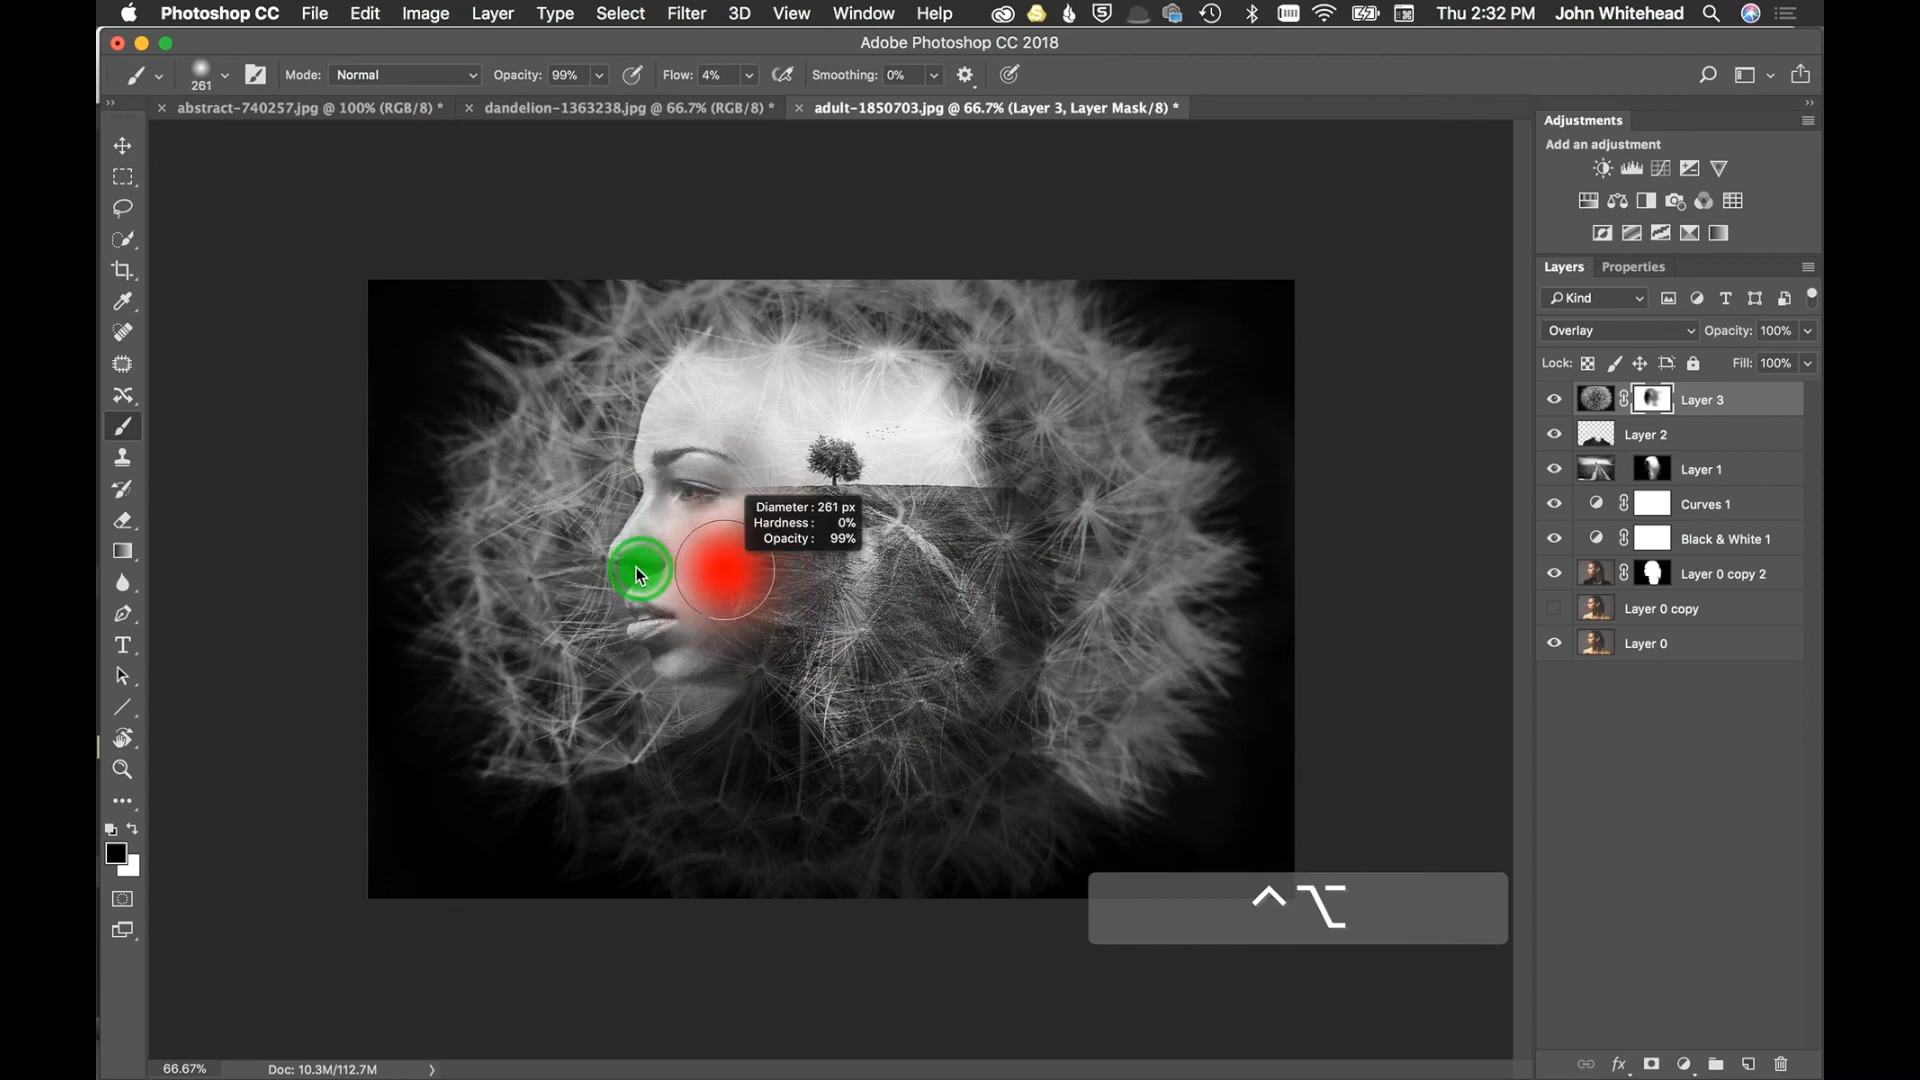 Photoshop CC File Edit Image Layer Type Select Filter 3D View Window Help Thu 2:32 PM John Whitehead
Adobe Photoshop CC 2018
261 Mode: Normal Opacity: 99% Flow: 4% Smoothing: 0%
abstract-740257.jpg @ 100% (RGB/8) * dandelion-1363238.jpg @ 66.7% (RGB/8) * adult-1850703.jpg @ 66.7% (Layer 3, Layer Mask/8) *
Adjustments
Add an adjustment
Layers Properties
Kind
Overlay Opacity: 100%
Lock: Fill: 100%
Layer 3
Layer 2
Layer 1
Curves 1
Black & White 1
Layer 0 copy 2
Layer 0 copy
Layer 0
Diameter: 261 px
Hardness: 0%
Opacity: 99%
66.67% Doc: 10.3M/112.7M